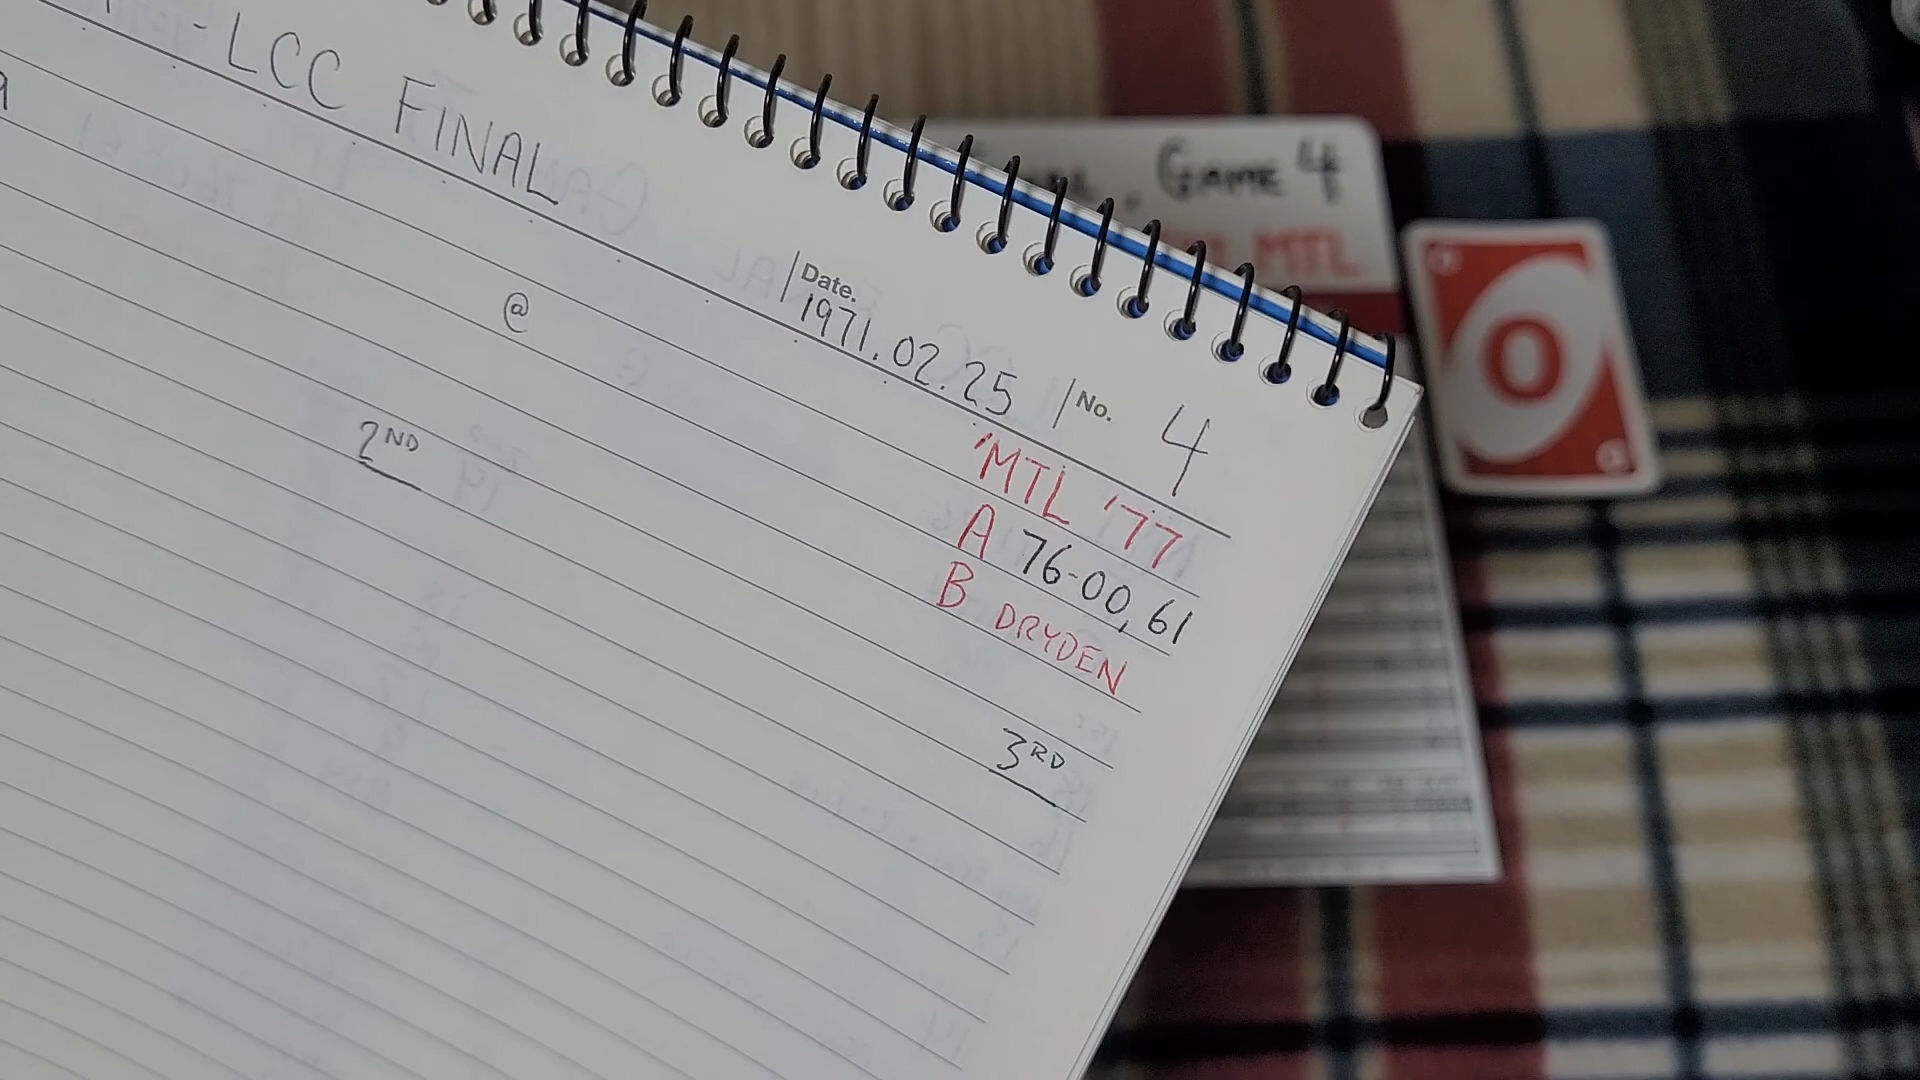 - LCC FINAL
Date. 1971.02.25 No. 4
@ 'MTL '77
A 76-00, 61
B DRYDEN
2ND 3RD
GAME 4
MTL
O